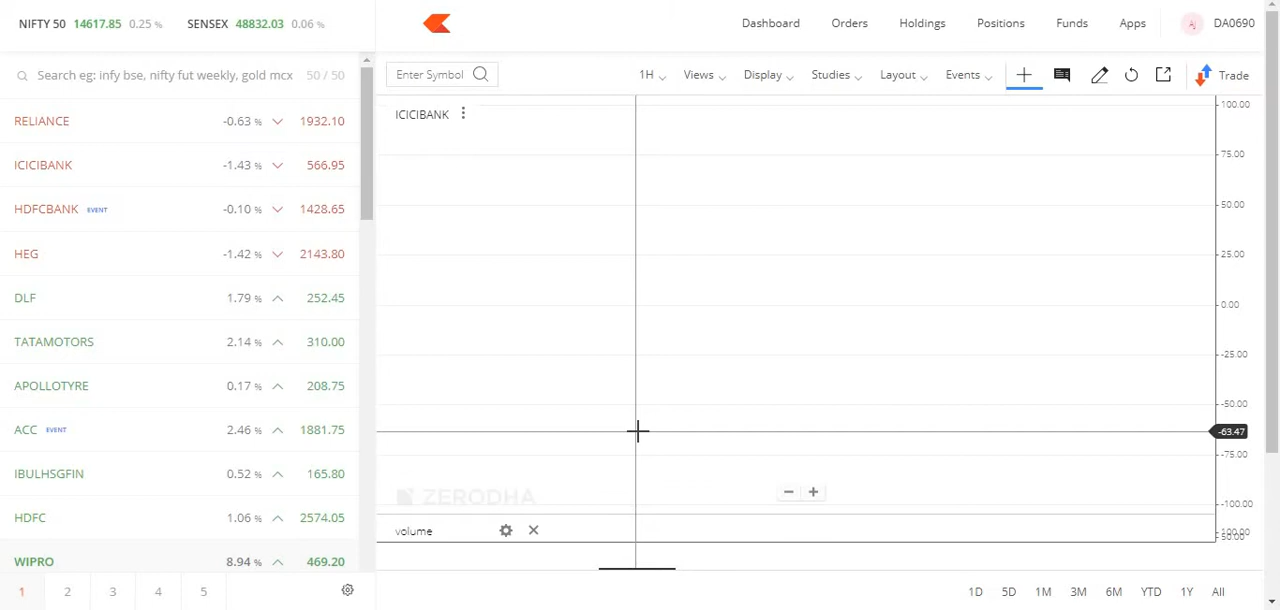 NIFTY 50 14617.85 0.25 % SENSEX 48832.03 0.06 %
Dashboard Orders Holdings Positions Funds Apps AJ DA0690
Search eg: infy bse, nifty fut weekly, gold mcx 50 / 50
Enter Symbol 1H Views Display Studies Layout Events Trade
ICICIBANK
RELIANCE -0.63 % 1932.10
ICICIBANK -1.43 % 566.95
HDFCBANK EVENT -0.10 % 1428.65
HEG -1.42 % 2143.80
DLF 1.79 % 252.45
TATAMOTORS 2.14 % 310.00
APOLLOTYRE 0.17 % 208.75
ACC EVENT 2.46 % 1881.75
IBULHSGFIN 0.52 % 165.80
HDFC 1.06 % 2574.05
WIPRO 8.94 % 469.20
1 2 3 4 5
100.00
75.00
50.00
25.00
0.00
-25.00
-50.00
-63.47
-75.00
-100.00
ZERODHA
volume
1D 5D 1M 3M 6M YTD 1Y All